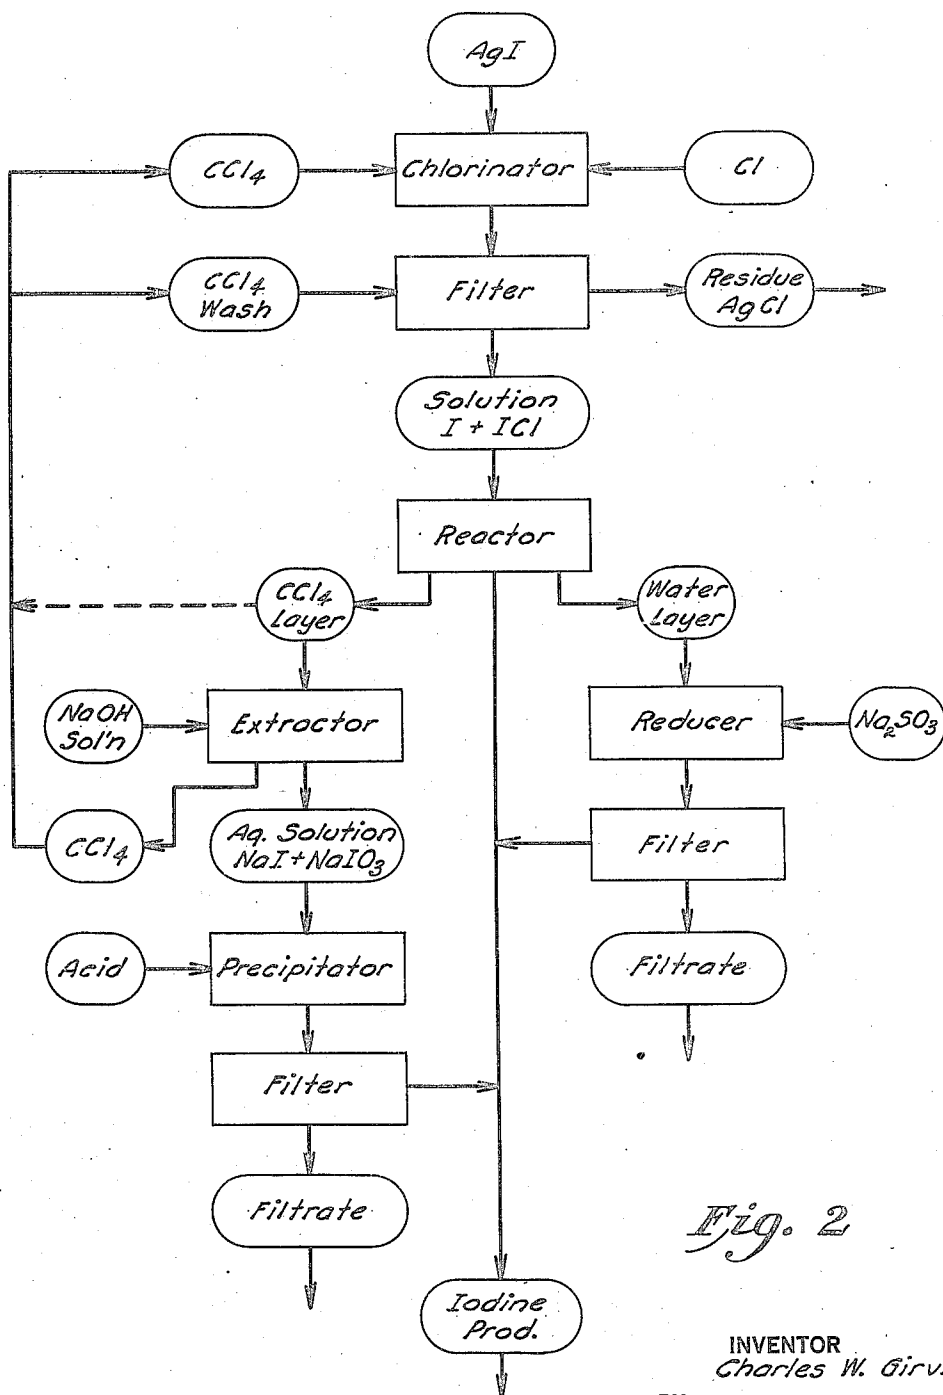 AgI
CCl₄
Chlorinator
Cl
CCl₄
Wash
Filter
Residue
AgCl
Solution
I + ICl
Reactor
CCl₄
Layer
Water
Layer
NaOH
Sol'n
Extractor
Reducer
Na₂SO₃
CCl₄
Aq. Solution
NaI+NaIO₃
Filter
Acid
Precipitator
Filtrate
Filter
Filtrate
Fig. 2
Iodine
Prod.
INVENTOR
Charles W. Girv